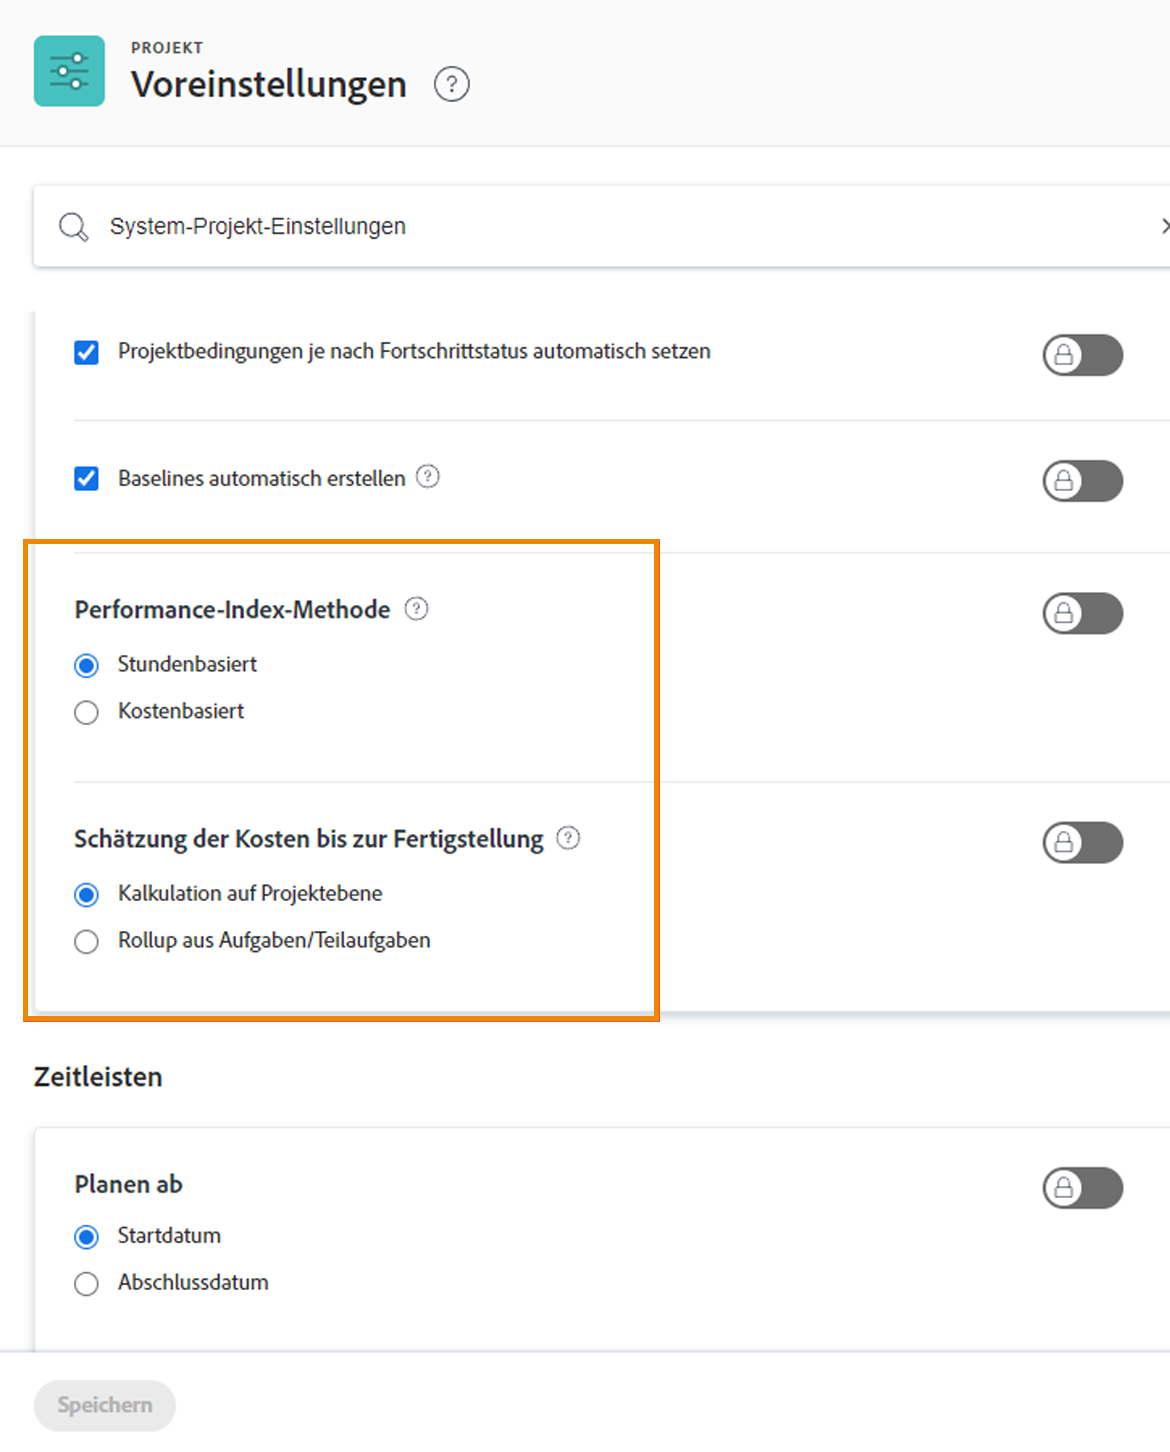 PROJEKT
Voreinstellungen ?
System-Projekt-Einstellungen
Projektbedingungen je nach Fortschrittstatus automatisch setzen
Baselines automatisch erstellen ?
Performance-Index-Methode ?
Stundenbasiert
Kostenbasiert
Schätzung der Kosten bis zur Fertigstellung ?
Kalkulation auf Projektebene
Rollup aus Aufgaben/Teilaufgaben
Zeitleisten
Planen ab
Startdatum
Abschlussdatum
Speichern